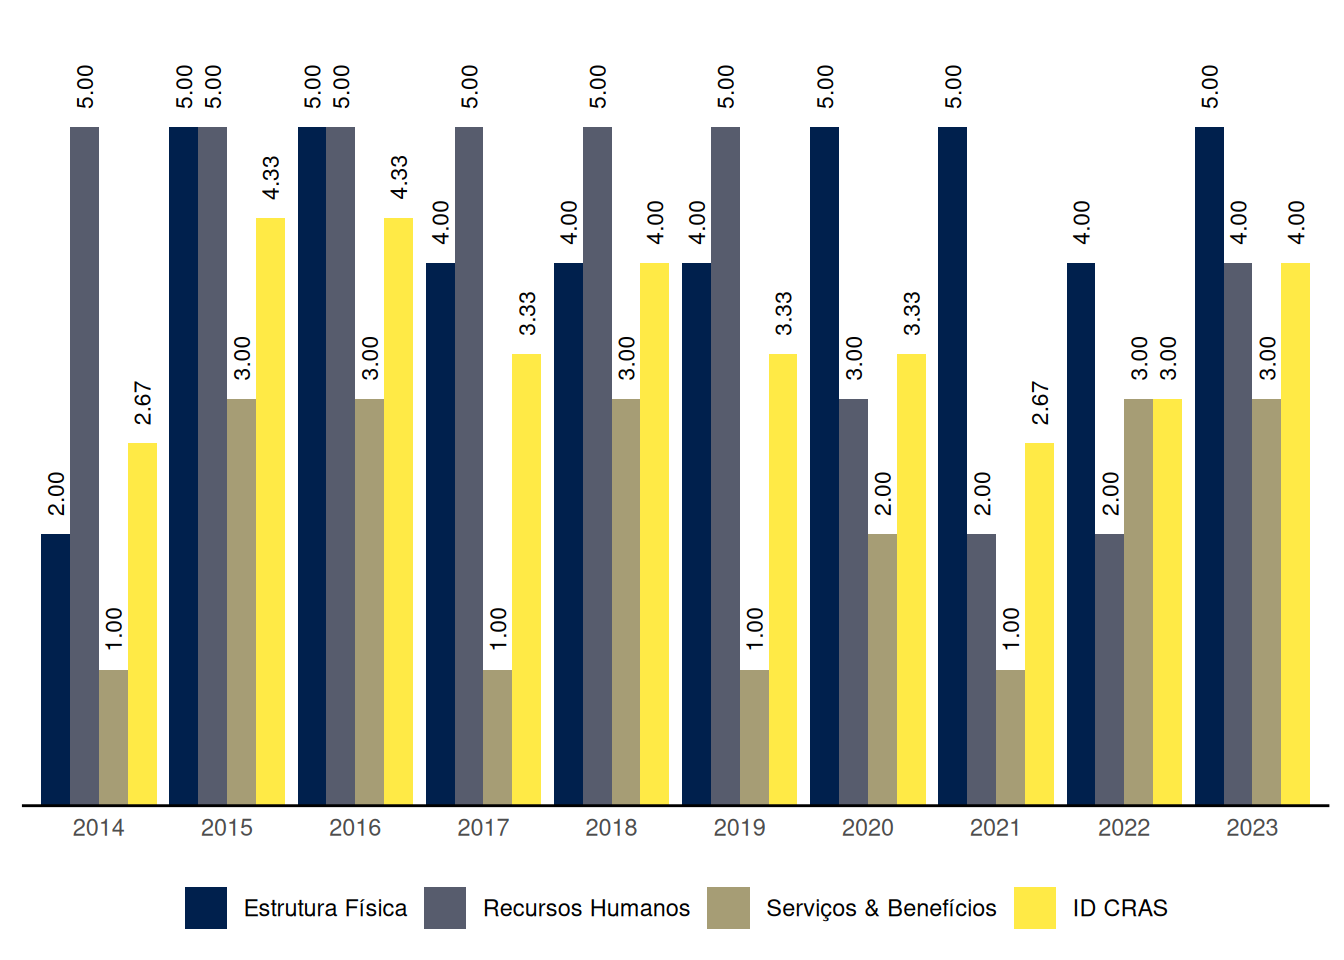 2.00 5.00 1.00 2.67
5.00 5.00 3.00 4.33
5.00 5.00 3.00 4.33
4.00 5.00 1.00 3.33
4.00 5.00 3.00 4.00
4.00 5.00 1.00 3.33
5.00 3.00 2.00 3.33
5.00 2.00 1.00 2.67
4.00 2.00 3.00 3.00
5.00 4.00 3.00 4.00
2014 2015 2016 2017 2018 2019 2020 2021 2022 2023
Estrutura Física Recursos Humanos Serviços & Benefícios ID CRAS